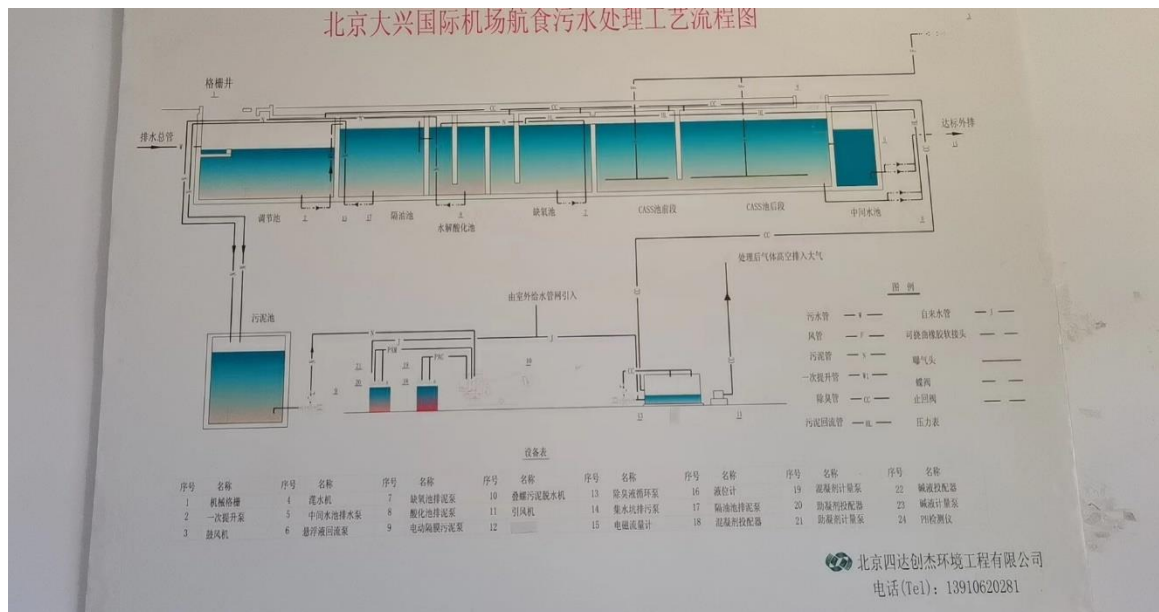 北京大兴国际机场航食污水处理工艺流程图
格栅井
排水总管
达标外排
调节池
隔油池
水解酸化池
缺氧池
CASS池前段
CASS池后段
中间水池
处理后气体高空排入大气
由室外给水管网引入
污泥池
PAM
PAC
图 例
污水管 W 自来水管 J
风管 F 可挠曲橡胶软接头
污泥管 N 曝气头
一次提升管 W1 蝶阀
除臭管 CC 止回阀
污泥回流管 HL 压力表
设备表
序号 名称 序号 名称 序号 名称 序号 名称 序号 名称 序号 名称 序号 名称 序号 名称
1 机械格栅 4 滗水机 7 缺氧池排泥泵 10 叠螺污泥脱水机 13 除臭液循环泵 16 液位计 19 混凝剂计量泵 22 碱液投配器
2 一次提升泵 5 中间水池排水泵 8 酸化池排泥泵 11 引风机 14 集水坑排污泵 17 隔油池排泥泵 20 助凝剂投配器 23 碱液计量泵
3 鼓风机 6 悬浮液回流泵 9 电动隔膜污泥泵 12 15 电磁流量计 18 混凝剂投配器 21 助凝剂计量泵 24 PH检测仪
北京四达创杰环境工程有限公司
电话(Tel): 13910620281